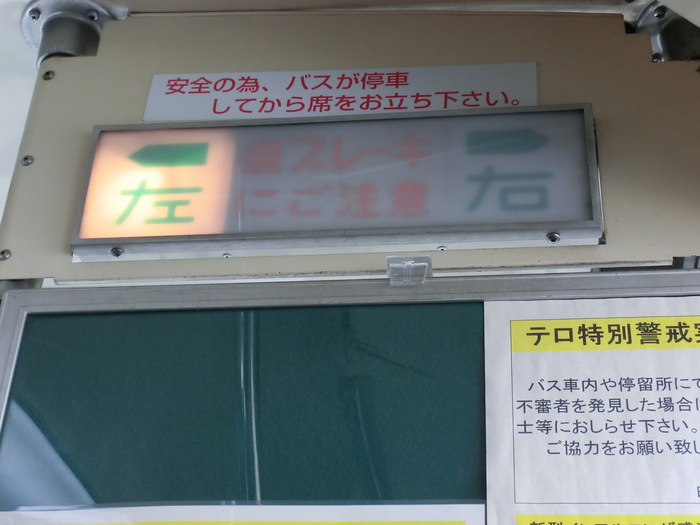 安全の為、バスが停車
してから席をお立ち下さい。
左
急ブレーキ
にご注意
右
テロ特別警戒実
バス車内や停留所にて
不審者を発見した場合に
士等におしらせ下さい。
ご協力をお願い致し